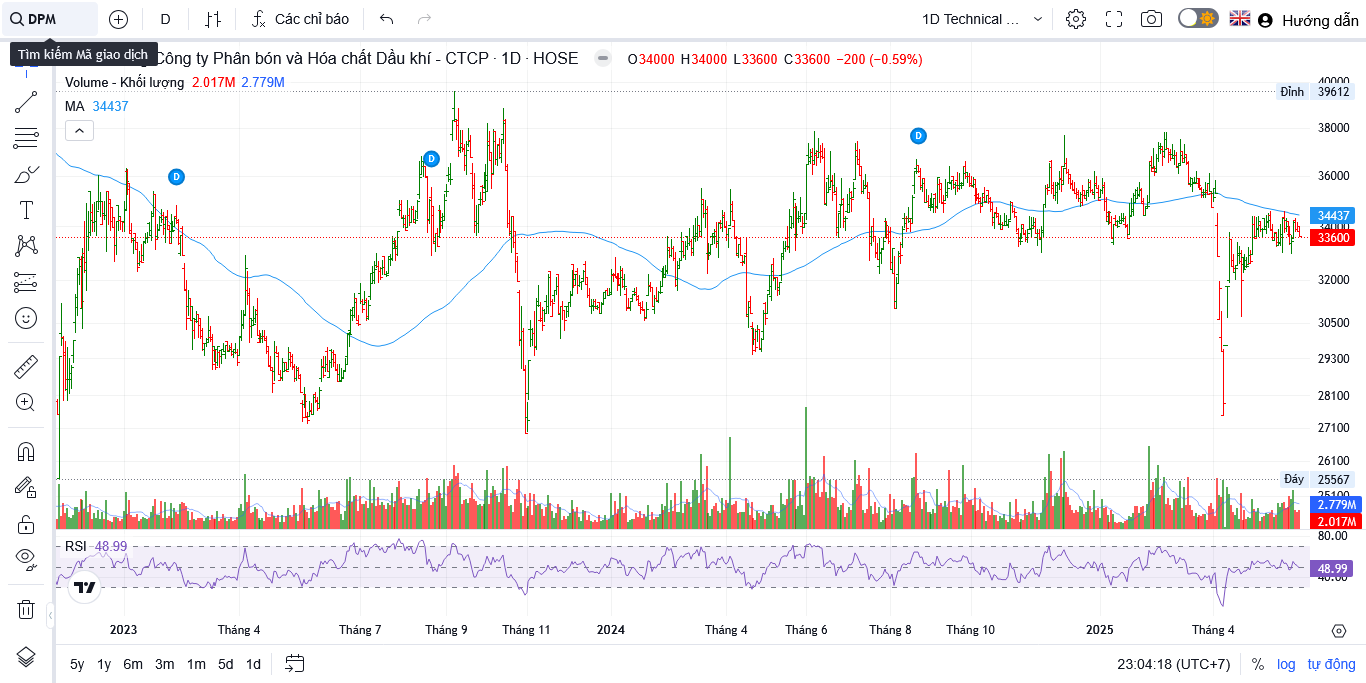 DPM
D
Các chỉ báo
1D Technical ...
Hướng dẫn
Tìm kiếm Mã giao dịch
Công ty Phân bón và Hóa chất Dầu khí - CTCP · 1D · HOSE
O34000 H34000 L33600 C33600 −200 (−0.59%)
Volume - Khối lượng 2.017M 2.779M
MA 34437
40000
Đỉnh 39612
38000
36000
34437
34000
33600
32000
30500
29300
28100
27100
26100
Đáy 25567
25100
2.779M
2.017M
D
D
D
RSI 48.99
80.00
48.99
40.00
2023
Tháng 4
Tháng 7
Tháng 9
Tháng 11
2024
Tháng 4
Tháng 6
Tháng 8
Tháng 10
2025
Tháng 4
5y 1y 6m 3m 1m 5d 1d
23:04:18 (UTC+7)
% log tự động